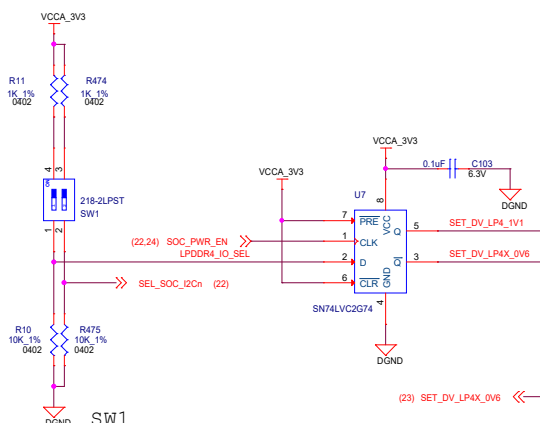 VCCA_3V3
R11
R474
1K_1%
1K_1%
0402
0402
4
3
ON
218-2LPST
SW1
1
2
VCCA_3V3
VCCA_3V3
0.1uF
C103
6.3V
DGND
U7
8
7
PRE
VCC
Q
5
SET_DV_LP4_1V1
(22,24) SOC_PWR_EN
1
CLK
LPDDR4_IO_SEL
2
D
Q
3
SET_DV_LP4X_0V6
6
CLR
GND
SEL_SOC_I2Cn (22)
4
SN74LVC2G74
DGND
R10
R475
10K_1%
10K_1%
0402
0402
(23) SET_DV_LP4X_0V6
DGND
SW1